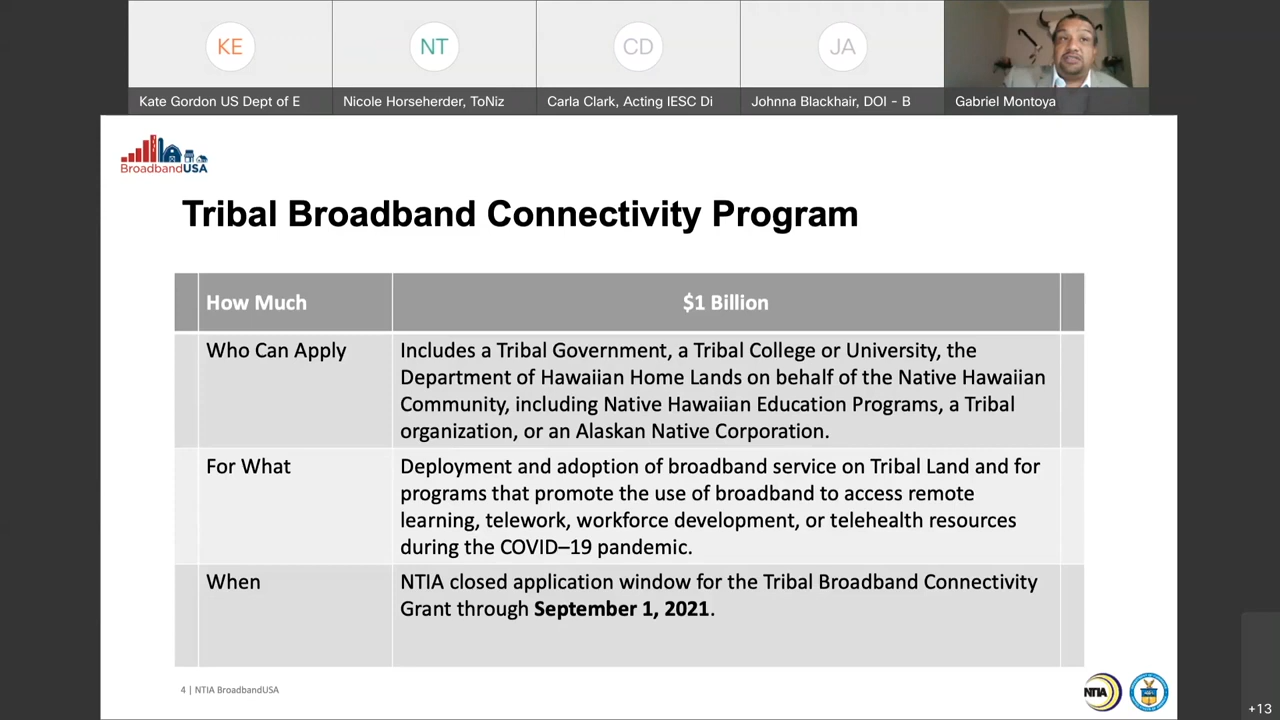 KE
NT
CD
JA
Kate Gordon US Dept of E
Nicole Horseherder, ToNiz
Carla Clark, Acting IESC Di
Johnna Blackhair, DOI - B
Gabriel Montoya
BroadbandUSA
Tribal Broadband Connectivity Program
How Much
$1 Billion
Who Can Apply
Includes a Tribal Government, a Tribal College or University, the
Department of Hawaiian Home Lands on behalf of the Native Hawaiian
Community, including Native Hawaiian Education Programs, a Tribal
organization, or an Alaskan Native Corporation.
For What
Deployment and adoption of broadband service on Tribal Land and for
programs that promote the use of broadband to access remote
learning, telework, workforce development, or telehealth resources
during the COVID–19 pandemic.
When
NTIA closed application window for the Tribal Broadband Connectivity
Grant through September 1, 2021.
4 | NTIA BroadbandUSA
NTIA
+13